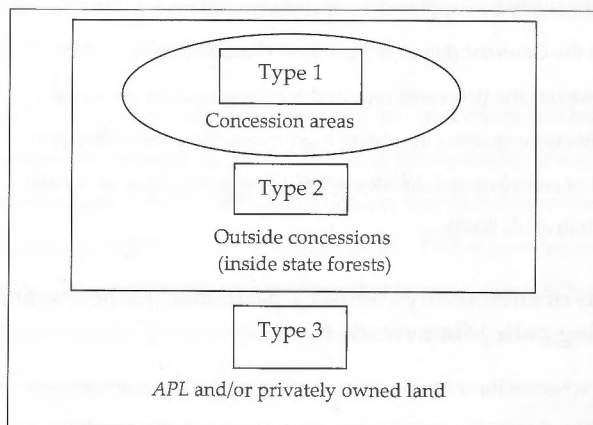 Type 1
Concession areas
Type 2
Outside concessions
(inside state forests)
Type 3
APL and/or privately owned land